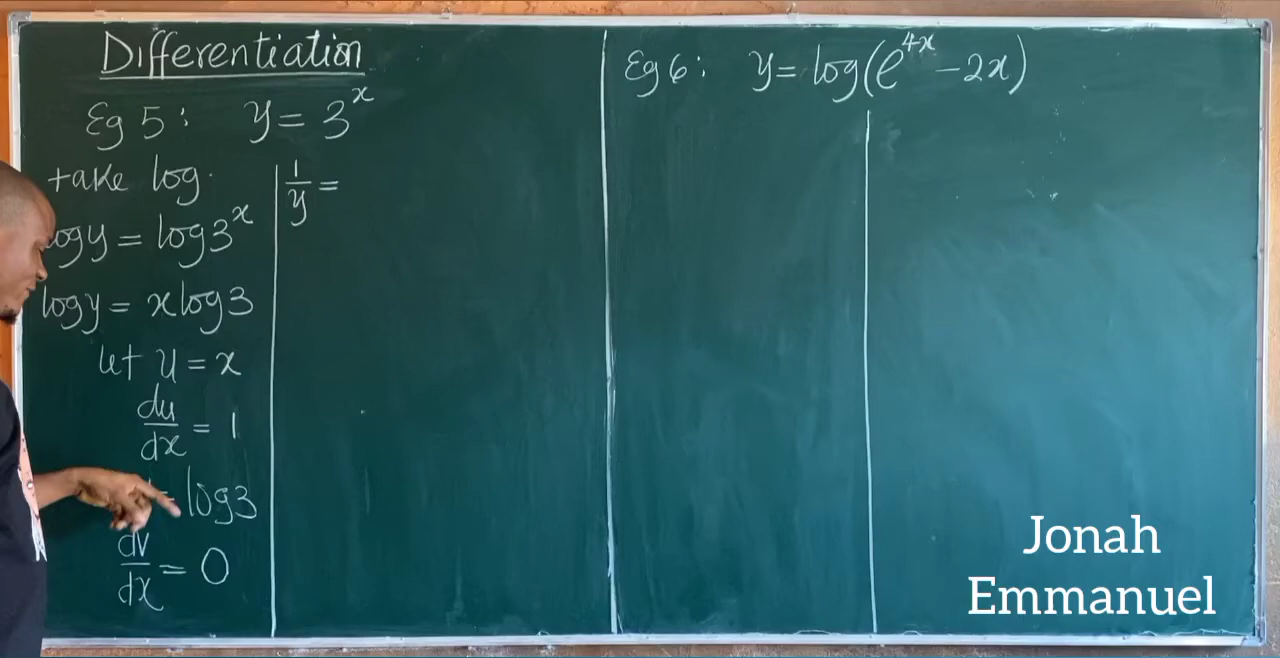 Differentiation
Eg 5: y = 3^x
take log.
logy = log3^x
logy = xlog3
let u = x
du/dx = 1
log3
dv/dx = 0
1/y =
Eg 6: y = log(e^4x - 2x)
Jonah
Emmanuel